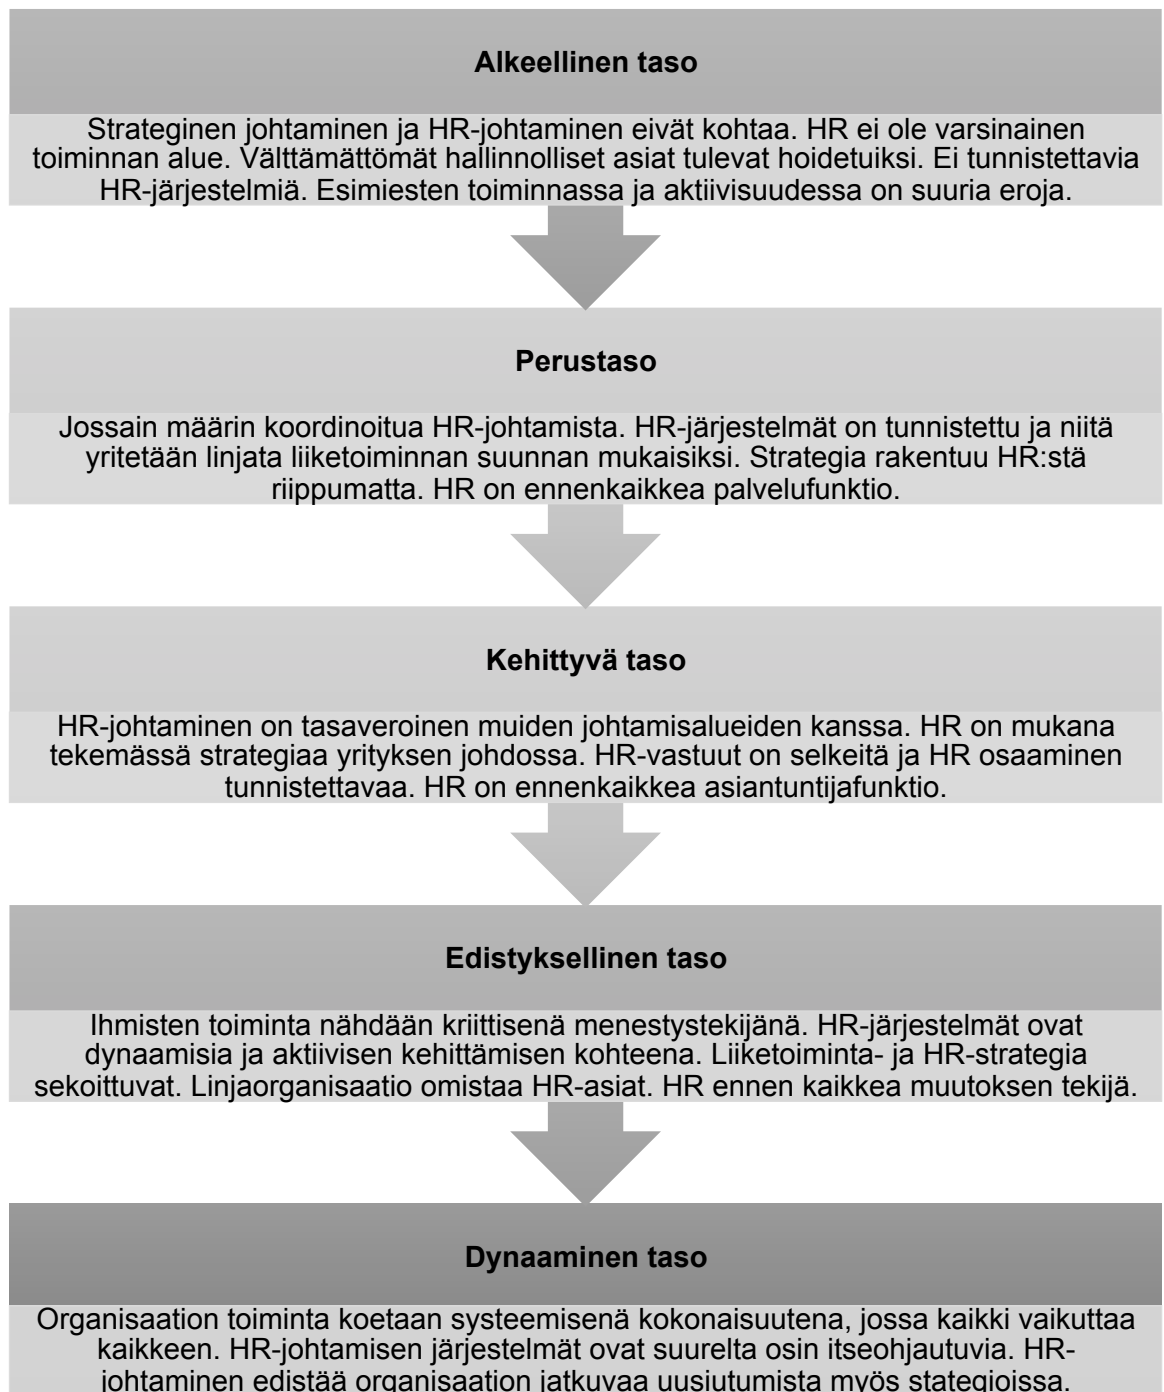 Alkeellinen taso
Strateginen johtaminen ja HR-johtaminen eivät kohtaa. HR ei ole varsinainen
toiminnan alue. Välttämättömät hallinnolliset asiat tulevat hoidetuiksi. Ei tunnistettavia
HR-järjestelmiä. Esimiesten toiminnassa ja aktiivisuudessa on suuria eroja.
Perustaso
Jossain määrin koordinoitua HR-johtamista. HR-järjestelmät on tunnistettu ja niitä
yritetään linjata liiketoiminnan suunnan mukaisiksi. Strategia rakentuu HR:stä
riippumatta. HR on ennenkaikkea palvelufunktio.
Kehittyvä taso
HR-johtaminen on tasaveroinen muiden johtamisalueiden kanssa. HR on mukana
tekemässä strategiaa yrityksen johdossa. HR-vastuut on selkeitä ja HR osaaminen
tunnistettavaa. HR on ennenkaikkea asiantuntijafunktio.
Edistyksellinen taso
Ihmisten toiminta nähdään kriittisenä menestystekijänä. HR-järjestelmät ovat
dynaamisia ja aktiivisen kehittämisen kohteena. Liiketoiminta- ja HR-strategia
sekoittuvat. Linjaorganisaatio omistaa HR-asiat. HR ennen kaikkea muutoksen tekijä.
Dynaaminen taso
Organisaation toiminta koetaan systeemisenä kokonaisuutena, jossa kaikki vaikuttaa
kaikkeen. HR-johtamisen järjestelmät ovat suurelta osin itseohjautuvia. HR-
johtaminen edistää organisaation jatkuvaa uusiutumista myös stategioissa.